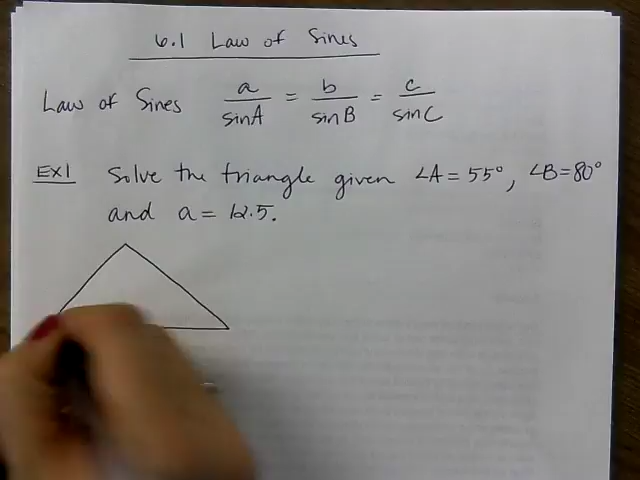 6.1 Law of Sines
Law of Sines a/sinA = b/sinB = c/sinC
EX1 Solve the triangle given ∠A = 55°, ∠B = 80°
and a = 12.5.